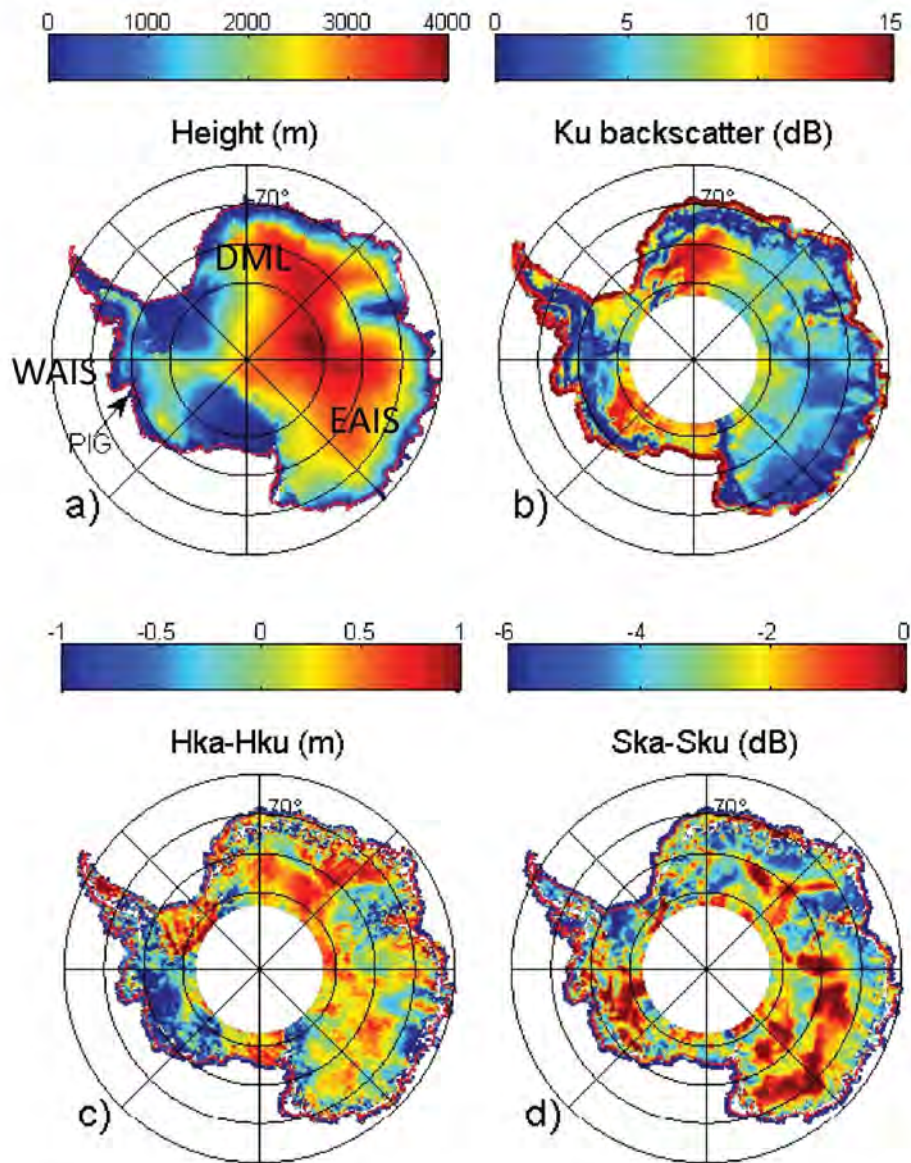 0 1000 2000 3000 4000
0 5 10 15
Height (m)
Ku backscatter (dB)
-70°
DML
WAIS
EAIS
PIG
a)
-70°
b)
-1 -0.5 0 0.5 1
-6 -4 -2 0
Hka-Hku (m)
Ska-Sku (dB)
-70°
c)
-70°
d)